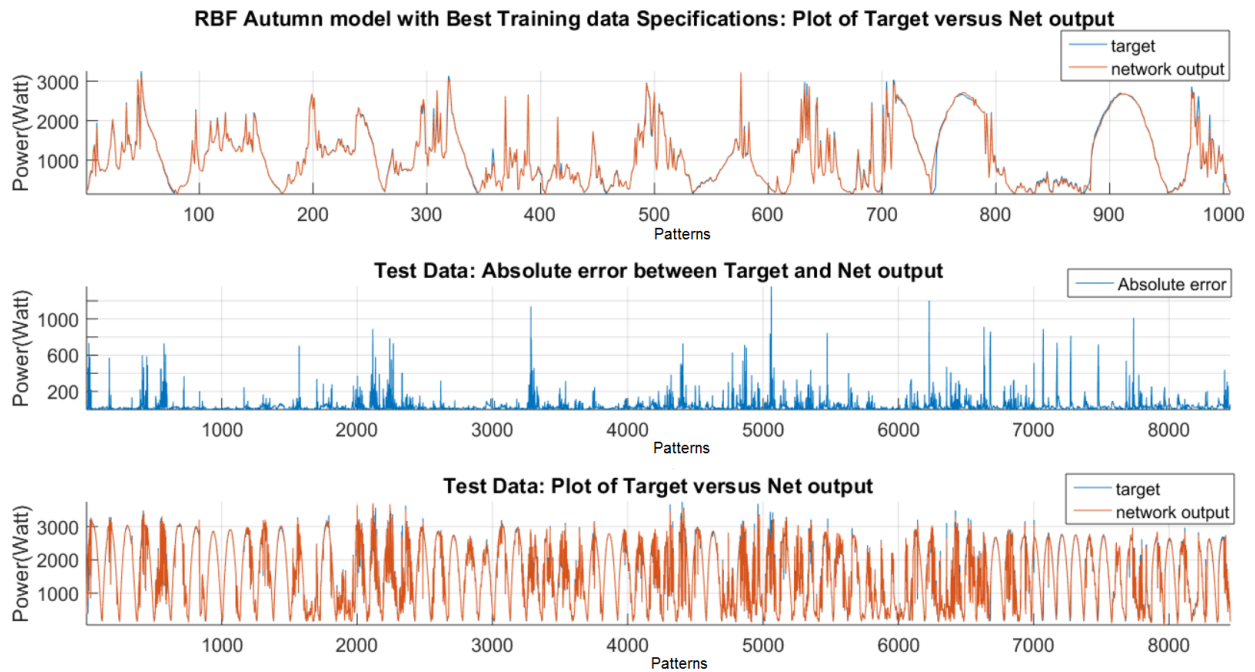 RBF Autumn model with Best Training data Specifications: Plot of Target versus Net output
target
network output
Power(Watt)
3000
2000
1000
100 200 300 400 500 600 700 800 900 1000
Patterns
Test Data: Absolute error between Target and Net output
Absolute error
Power(Watt)
1000
600
200
1000 2000 3000 4000 5000 6000 7000 8000
Patterns
Test Data: Plot of Target versus Net output
target
network output
Power(Watt)
3000
2000
1000
1000 2000 3000 4000 5000 6000 7000 8000
Patterns